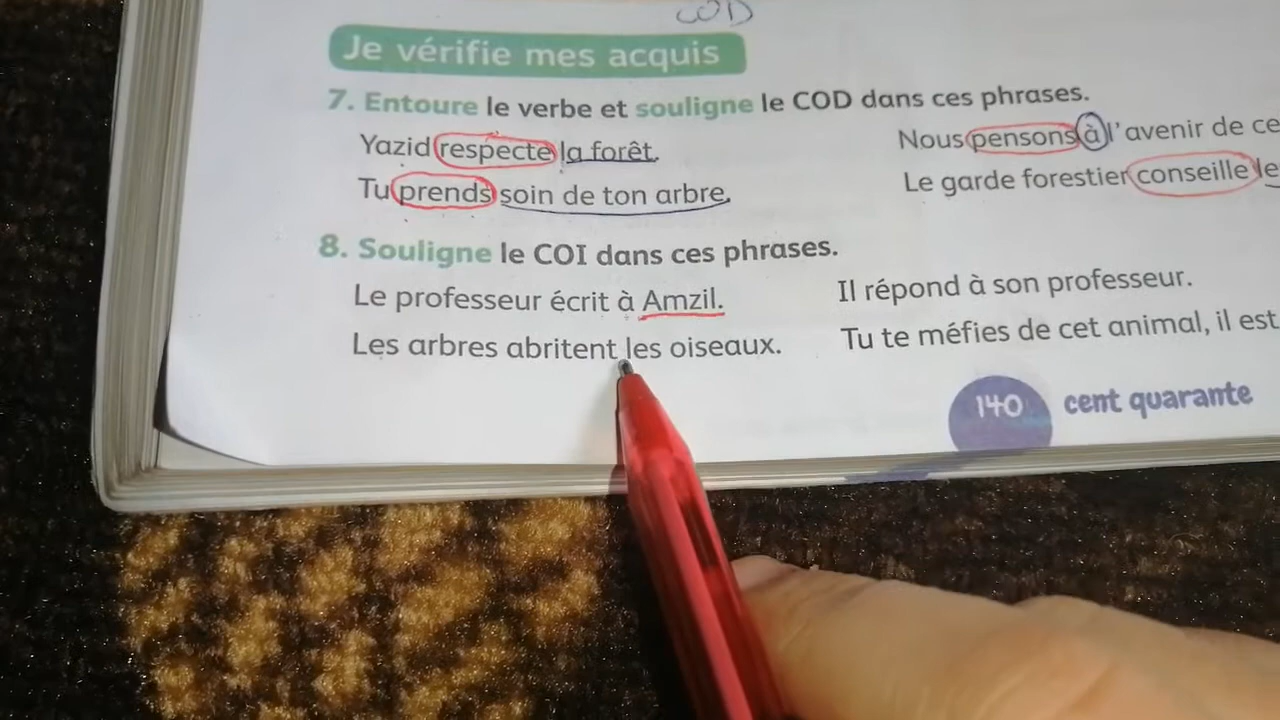 COD
Je vérifie mes acquis
7. Entoure le verbe et souligne le COD dans ces phrases.
Yazid respecte la forêt.
Nous pensons à l'avenir de ce
Tu prends soin de ton arbre.
Le garde forestier conseille le
8. Souligne le COI dans ces phrases.
Le professeur écrit à Amzil.
Il répond à son professeur.
Les arbres abritent les oiseaux.
Tu te méfies de cet animal, il est
140 cent quarante